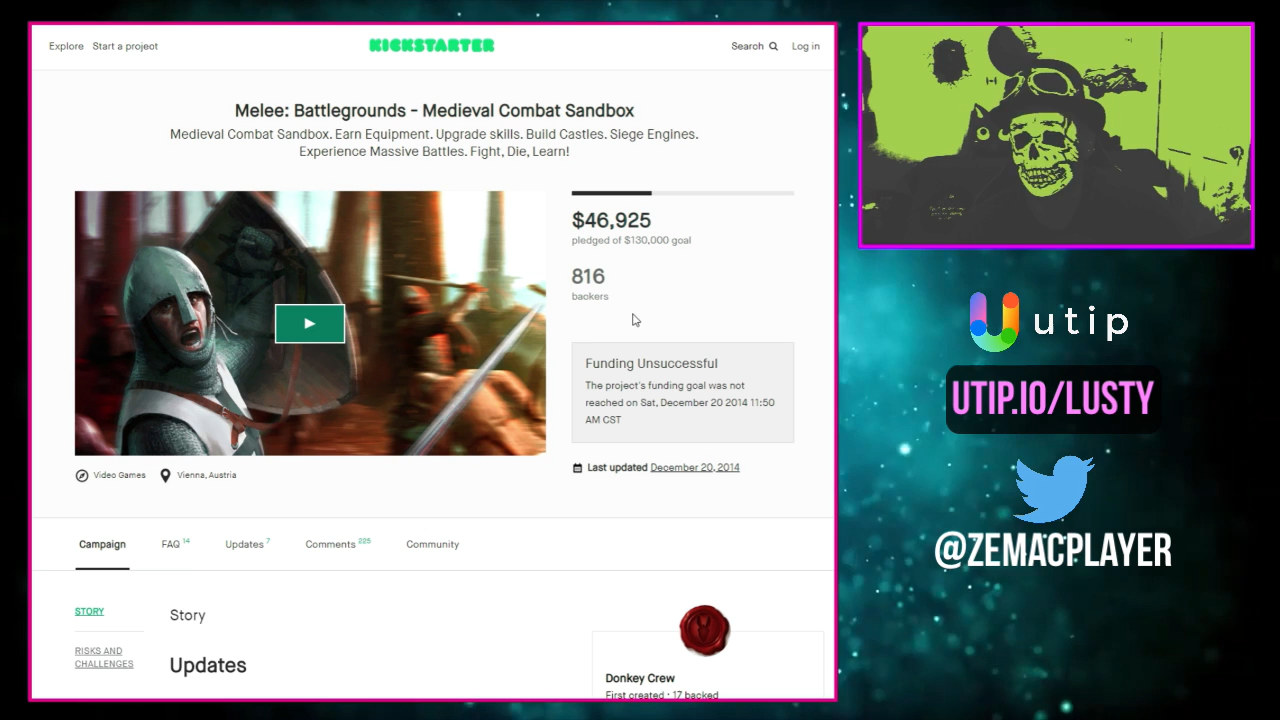 Explore Start a project
KICKSTARTER
Search Log in
Melee: Battlegrounds - Medieval Combat Sandbox
Medieval Combat Sandbox. Earn Equipment. Upgrade skills. Build Castles. Siege Engines.
Experience Massive Battles. Fight, Die, Learn!
$46,925
pledged of $130,000 goal
816
backers
Funding Unsuccessful
The project's funding goal was not
reached on Sat, December 20 2014 11:50
AM CST
Last updated December 20, 2014
Video Games Vienna, Austria
Campaign FAQ 14 Updates 7 Comments 225 Community
STORY
RISKS AND
CHALLENGES
Story
Updates
Donkey Crew
First created · 17 backed
utip
UTIP.IO/LUSTY
@ZEMACPLAYER